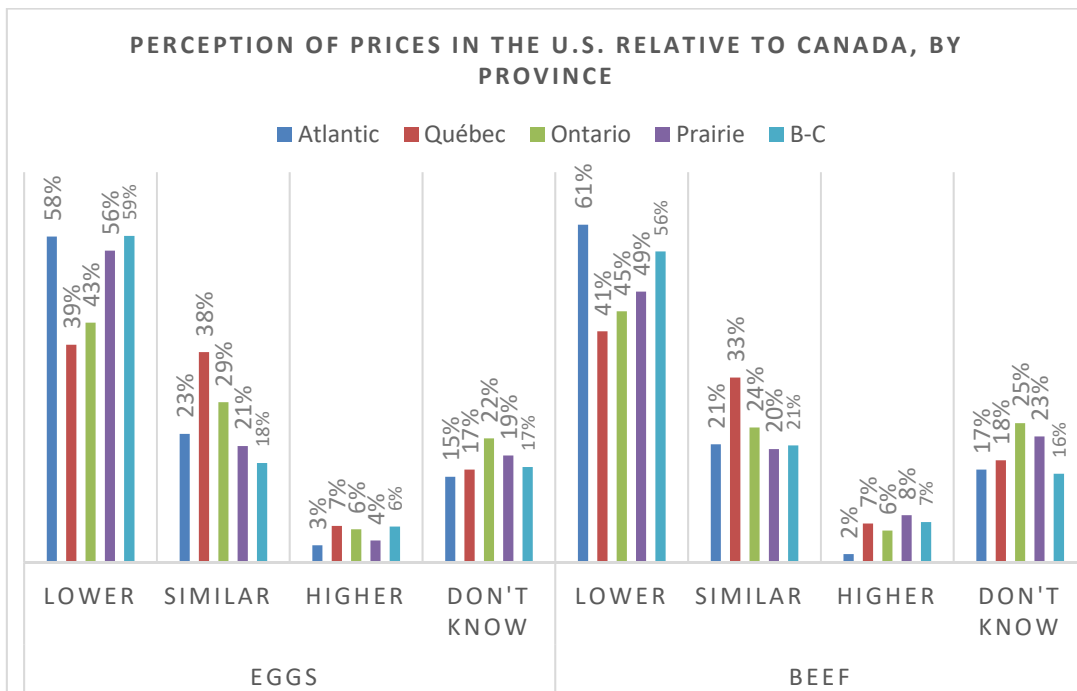 PERCEPTION OF PRICES IN THE U.S. RELATIVE TO CANADA, BY
PROVINCE
Atlantic Québec Ontario Prairie B-C
58% 39% 43% 56% 59% 23% 38% 29% 21% 18% 3% 7% 6% 4% 6% 15% 17% 22% 19% 17% 61% 41% 45% 49% 56% 21% 33% 24% 20% 21% 2% 7% 6% 8% 7% 17% 18% 25% 23% 16%
LOWER SIMILAR HIGHER DON'T LOWER SIMILAR HIGHER DON'T
KNOW KNOW
EGGS BEEF